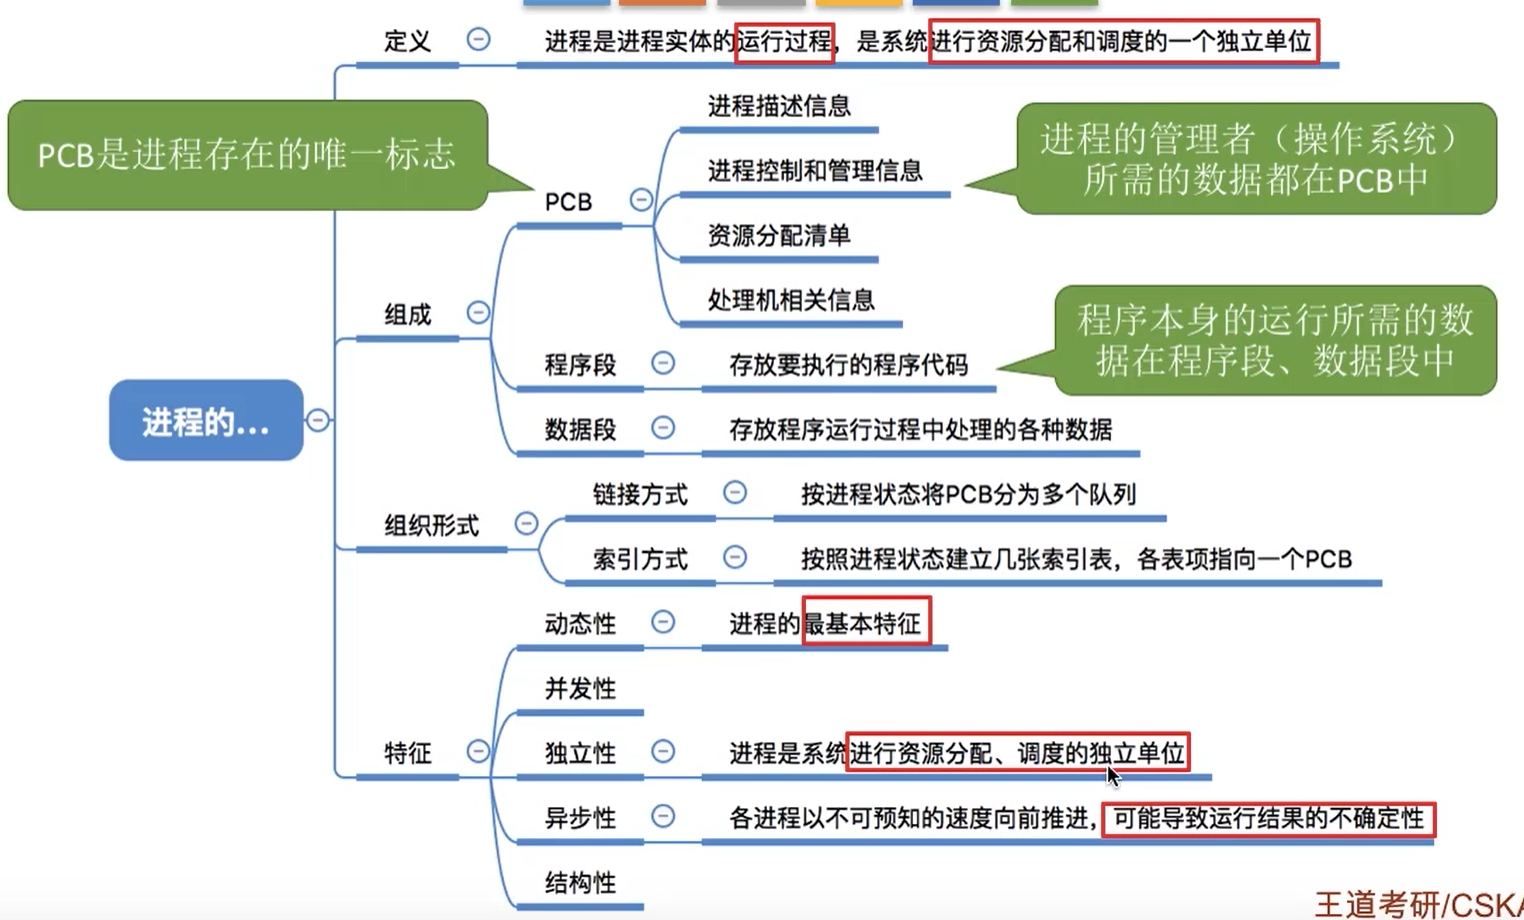 定义
进程是进程实体的运行过程，是系统进行资源分配和调度的一个独立单位
PCB是进程存在的唯一标志
进程描述信息
进程的管理者（操作系统）
所需的数据都在PCB中
进程控制和管理信息
PCB
资源分配清单
处理机相关信息
组成
程序本身的运行所需的数
据在程序段、数据段中
程序段
存放要执行的程序代码
数据段
存放程序运行过程中处理的各种数据
进程的...
链接方式
按进程状态将PCB分为多个队列
组织形式
索引方式
按照进程状态建立几张索引表，各表项指向一个PCB
动态性
进程的最基本特征
并发性
特征
独立性
进程是系统进行资源分配、调度的独立单位
异步性
各进程以不可预知的速度向前推进，可能导致运行结果的不确定性
结构性
王道考研/CSKA